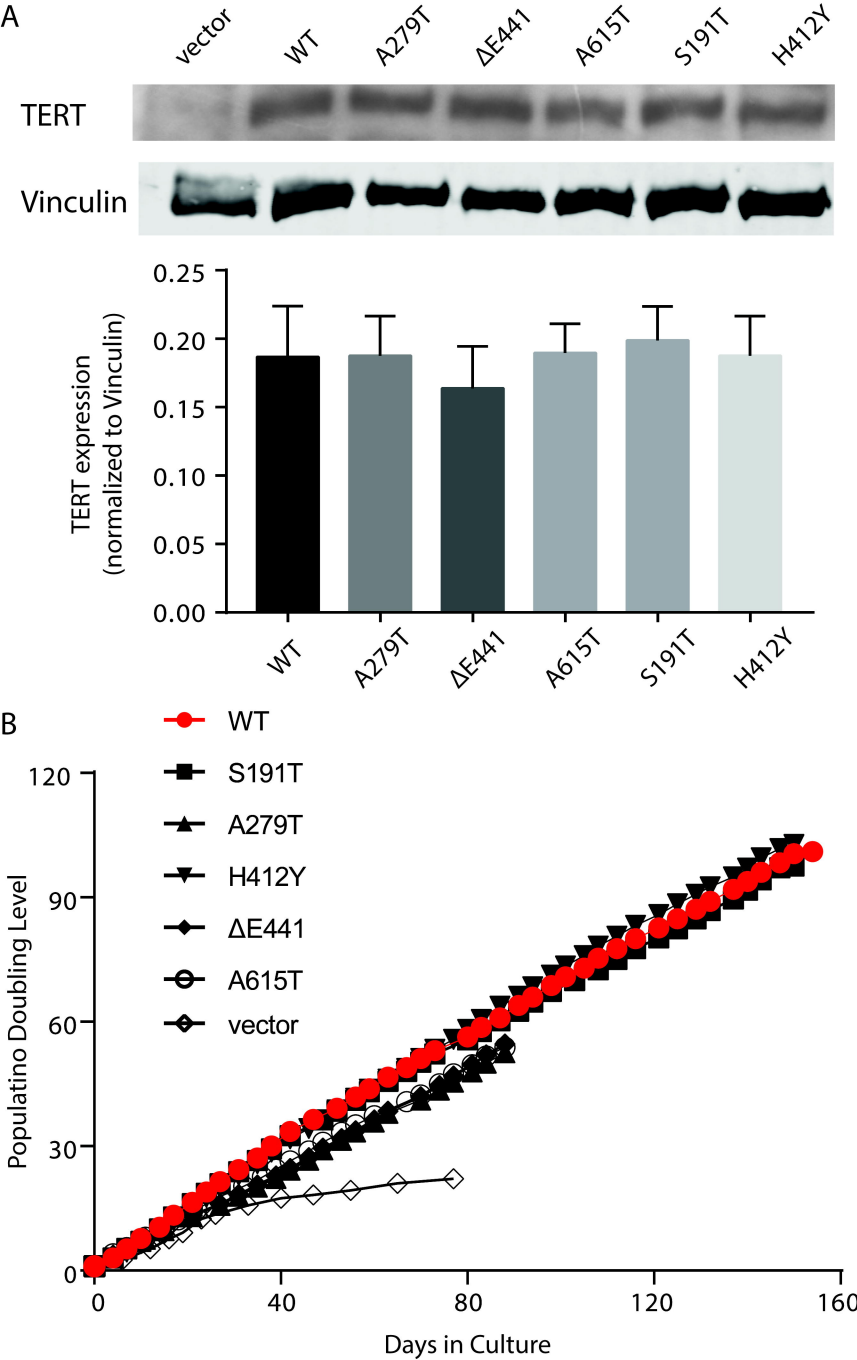 A
vector WT A279T ΔE441 A615T S191T H412Y
TERT
Vinculin
TERT expression
(normalized to Vinculin)
0.25
0.20
0.15
0.10
0.05
0.00
WT A279T ΔE441 A615T S191T H412Y
B
WT
S191T
A279T
H412Y
ΔE441
A615T
vector
Populatino Doubling Level
120
90
60
30
0
0 40 80 120 160
Days in Culture